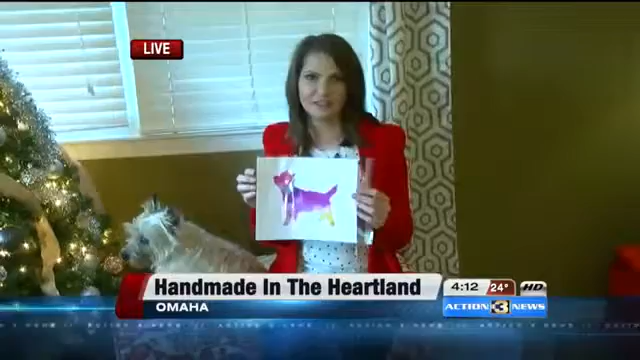 LIVE
Handmade In The Heartland
OMAHA
4:12 24° HD
ACTION 3 NEWS